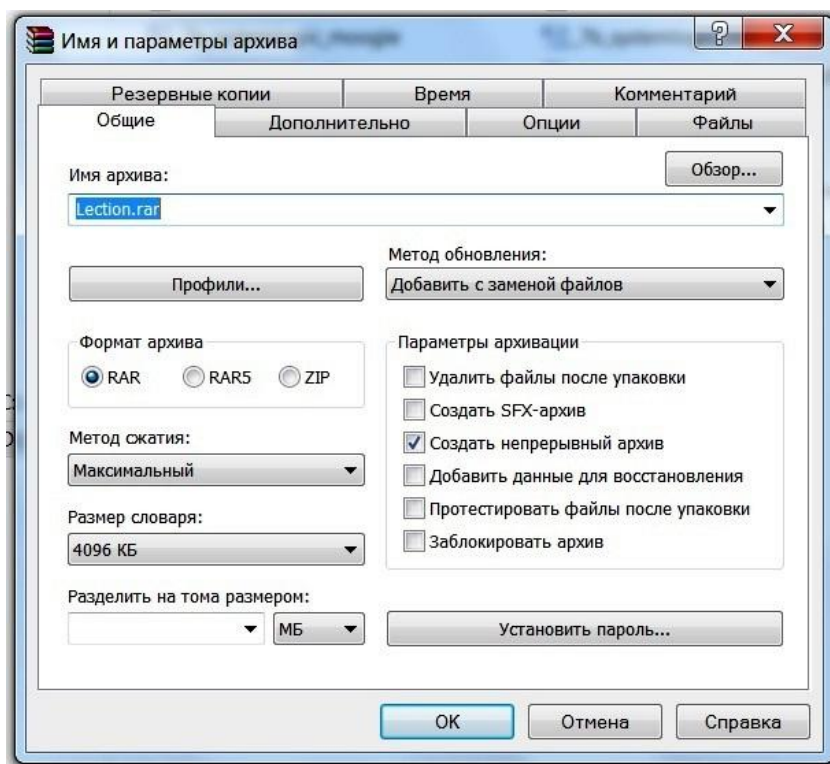 Имя и параметры архива
Резервные копии Время Комментарий
Общие Дополнительно Опции Файлы
Имя архива: Обзор...
Lection.rar
Метод обновления:
Профили... Добавить с заменой файлов
Формат архива Параметры архивации
RAR RAR5 ZIP Удалить файлы после упаковки
Создать SFX-архив
Метод сжатия: Создать непрерывный архив
Максимальный Добавить данные для восстановления
Размер словаря: Протестировать файлы после упаковки
4096 КБ Заблокировать архив
Разделить на тома размером:
МБ Установить пароль...
ОК Отмена Справка